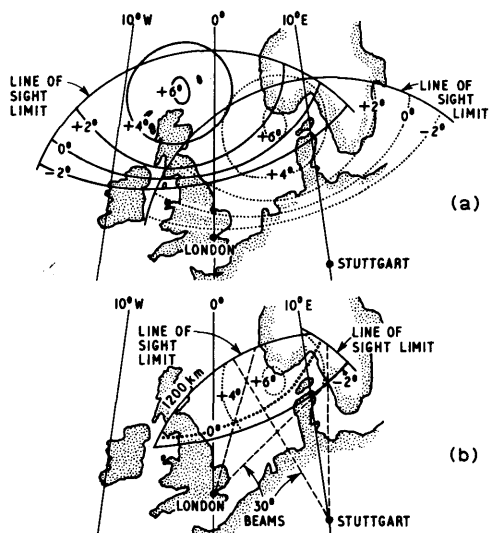 10° W
0°
10° E
LINE OF
SIGHT
LIMIT
LINE OF
SIGHT
LIMIT
+6°
+4°
+2°
0°
-2°
+6°
+4°
+2°
0°
-2°
(a)
LONDON
STUTTGART
10° W
0°
10° E
LINE OF
SIGHT
LIMIT
LINE OF
SIGHT LIMIT
1200 km
+4°
+6°
-2°
0°
(b)
LONDON
30°
BEAMS
STUTTGART